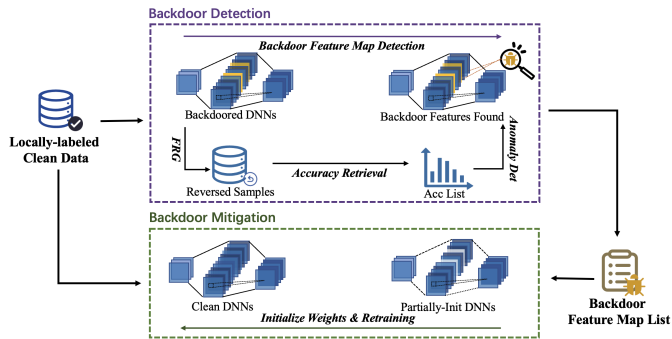 Backdoor Detection
Backdoor Feature Map Detection
Backdoored DNNs
Backdoor Features Found
Locally-labeled
Clean Data
FRG
Accuracy Retrieval
Anomaly Det
Reversed Samples
Acc List
Backdoor Mitigation
Clean DNNs
Partially-Init DNNs
Initialize Weights & Retraining
Backdoor
Feature Map List